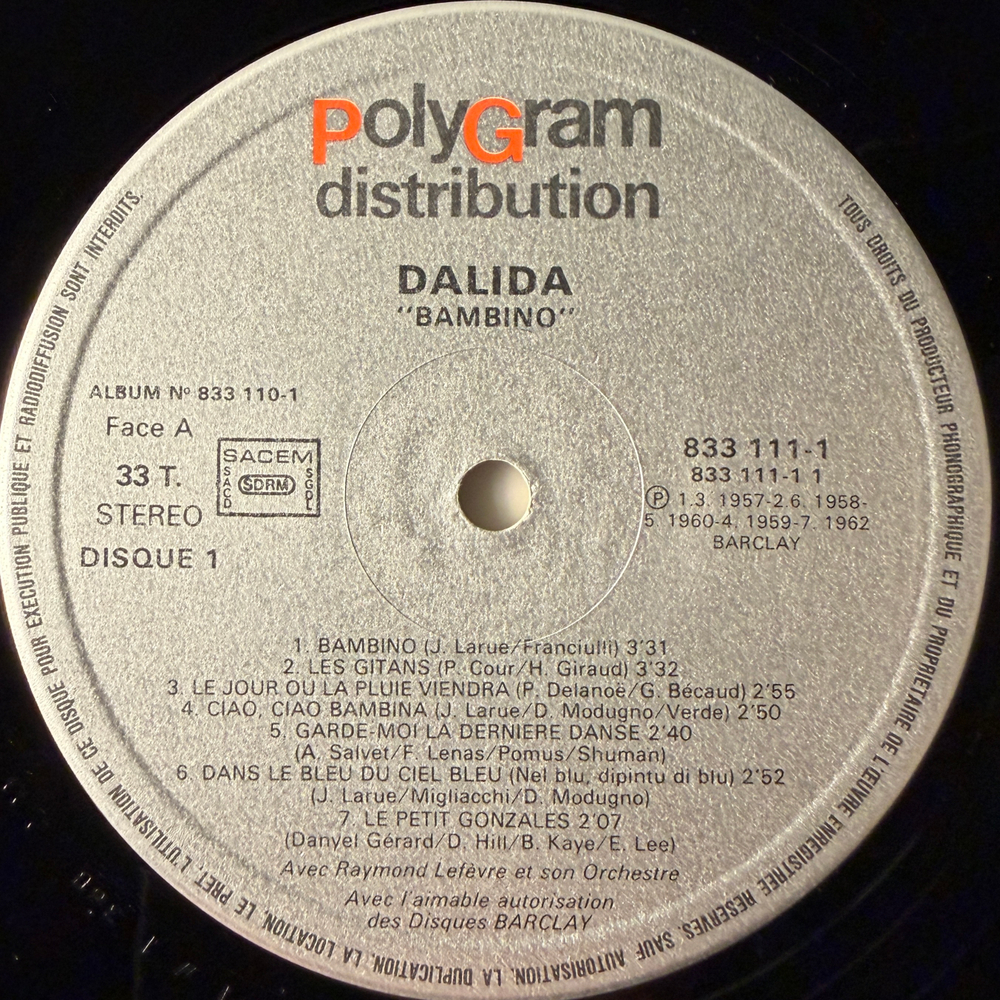 PolyGram
distribution
DALIDA
"BAMBINO"
ALBUM Nº 833 110-1
Face A
33 T.
STEREO
DISQUE 1
SACEM
SACD
SDRM
SGDL
833 111-1
833 111-1 1
Ⓟ 1.3. 1957-2.6. 1958-
5. 1960-4. 1959-7. 1962
BARCLAY
1. BAMBINO (J. Larue/Franciulli) 3'31
2. LES GITANS (P. Cour/H. Giraud) 3'32
3. LE JOUR OU LA PLUIE VIENDRA (P. Delanoë/G. Bécaud) 2'55
4. CIAO, CIAO BAMBINA (J. Larue/D. Modugno/Verde) 2'50
5. GARDE-MOI LA DERNIERE DANSE 2'40
(A. Salvet/F. Lenas/Pomus/Shuman)
6. DANS LE BLEU DU CIEL BLEU (Nel blu, dipintu di blu) 2'52
(J. Larue/Migliacchi/D. Modugno)
7. LE PETIT GONZALES 2'07
(Danyel Gérard/D. Hill/B. Kaye/E. Lee)
Avec Raymond Lefèvre et son Orchestre
Avec l'aimable autorisation
des Disques BARCLAY
TOUS DROITS DU PRODUCTEUR PHONOGRAPHIQUE ET DU PROPRIETAIRE DE L'ŒUVRE ENREGISTREE RESERVES. SAUF AUTORISATION, LA DUPLICATION, LA LOCATION, LE PRET, L'UTILISATION DE CE DISQUE POUR EXECUTION PUBLIQUE ET RADIODIFFUSION SONT INTERDITS.